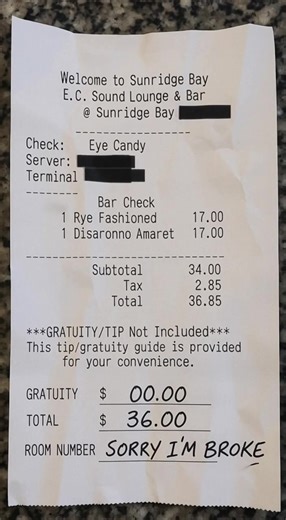 Welcome to Sunridge Bay
E.C. Sound Lounge & Bar
@ Sunridge Bay
--------------------
Check: Eye Candy
Server:
Terminal
--------
Bar Check
1 Rye Fashioned 17.00
1 Disaronno Amaret 17.00
------------------------------
Subtotal 34.00
Tax 2.85
Total 36.85
***GRATUITY/TIP Not Included***
This tip/gratuity guide is provided
for your convenience.
GRATUITY $ 00.00
TOTAL $ 36.00
ROOM NUMBER SORRY I'M BROKE